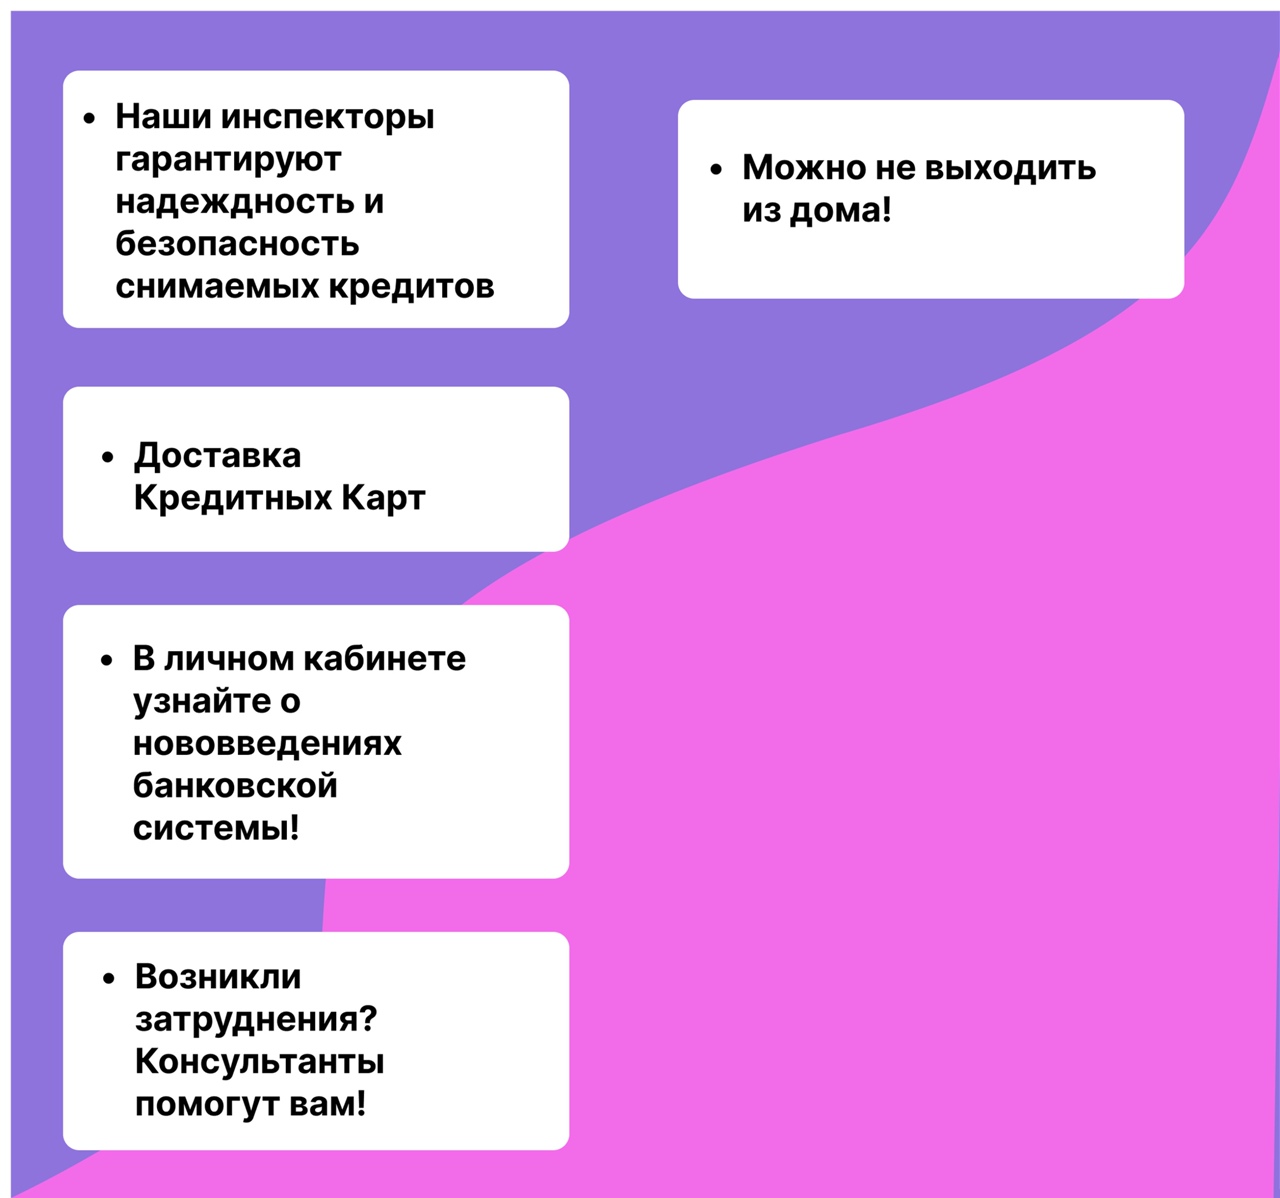 • Наши инспекторы
гарантируют
надеждность и
безопасность
снимаемых кредитов
• Можно не выходить
из дома!
• Доставка
Кредитных Карт
• В личном кабинете
узнайте о
нововведениях
банковской
системы!
• Возникли
затруднения?
Консультанты
помогут вам!